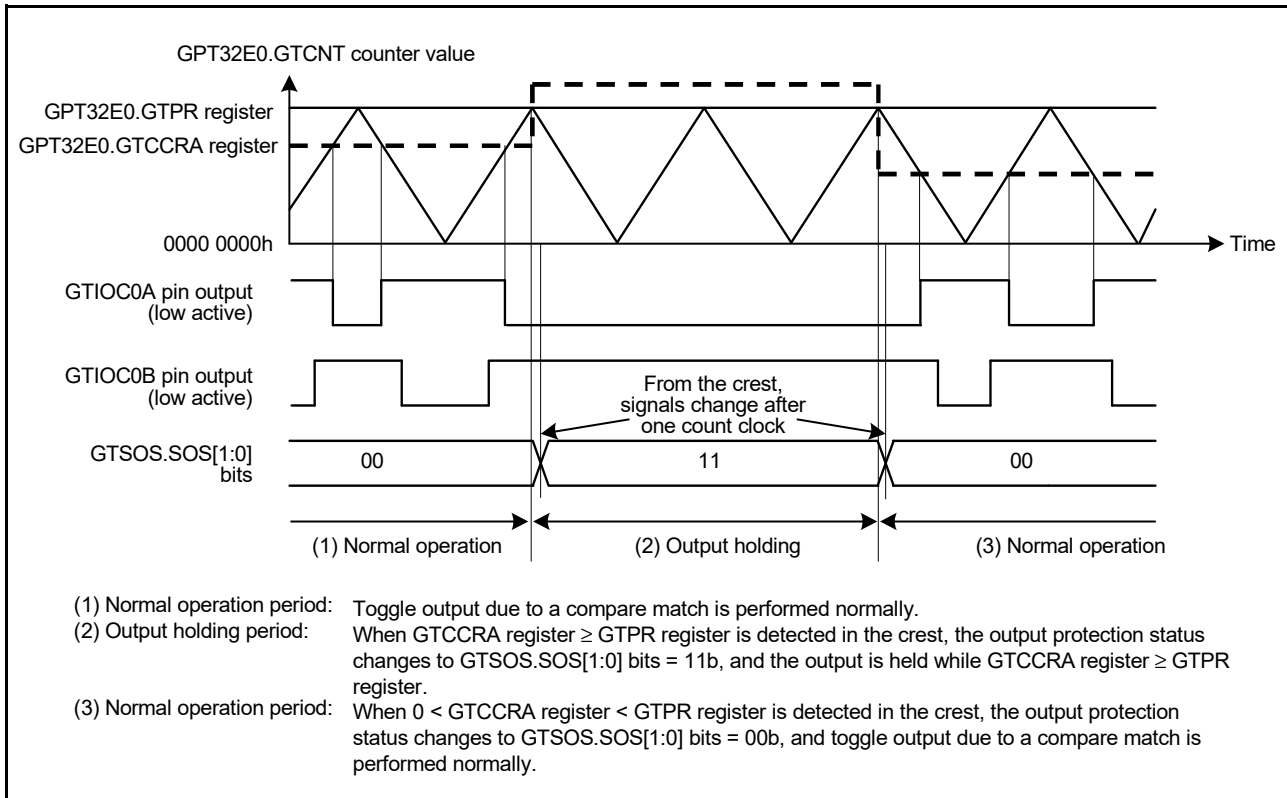 GPT32E0.GTCNT counter value
GPT32E0.GTPR register
GPT32E0.GTCCRA register
0000 0000h
Time
GTIOC0A pin output
(low active)
GTIOC0B pin output
(low active)
From the crest,
signals change after
one count clock
GTSOS.SOS[1:0]
bits
00
11
00
(1) Normal operation
(2) Output holding
(3) Normal operation
(1) Normal operation period: Toggle output due to a compare match is performed normally.
(2) Output holding period: When GTCCRA register ≥ GTPR register is detected in the crest, the output protection status
changes to GTSOS.SOS[1:0] bits = 11b, and the output is held while GTCCRA register ≥ GTPR
register.
(3) Normal operation period: When 0 < GTCCRA register < GTPR register is detected in the crest, the output protection
status changes to GTSOS.SOS[1:0] bits = 00b, and toggle output due to a compare match is
performed normally.